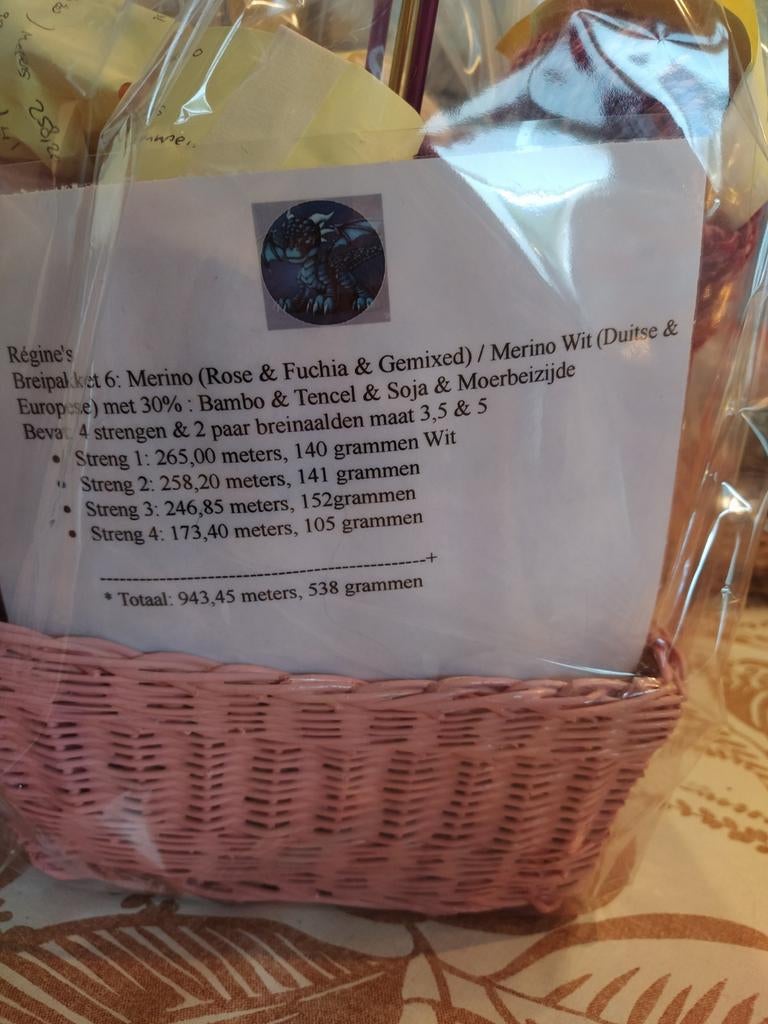 258,2
Régine's
Breipakket 6: Merino (Rose & Fuchia & Gemixed) / Merino Wit (Duitse &
Europese) met 30% : Bambo & Tencel & Soja & Moerbeizijde
Bevat 4 strengen & 2 paar breinaalden maat 3,5 & 5
• Streng 1: 265,00 meters, 140 grammen Wit
• Streng 2: 258,20 meters, 141 grammen
• Streng 3: 246,85 meters, 152grammen
• Streng 4: 173,40 meters, 105 grammen
-----------------------------------------------+
* Totaal: 943,45 meters, 538 grammen